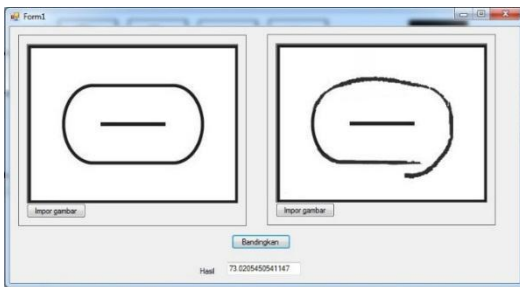 Form1
Impor gambar
Impor gambar
Bandingkan
Hasil 73.0205450541147